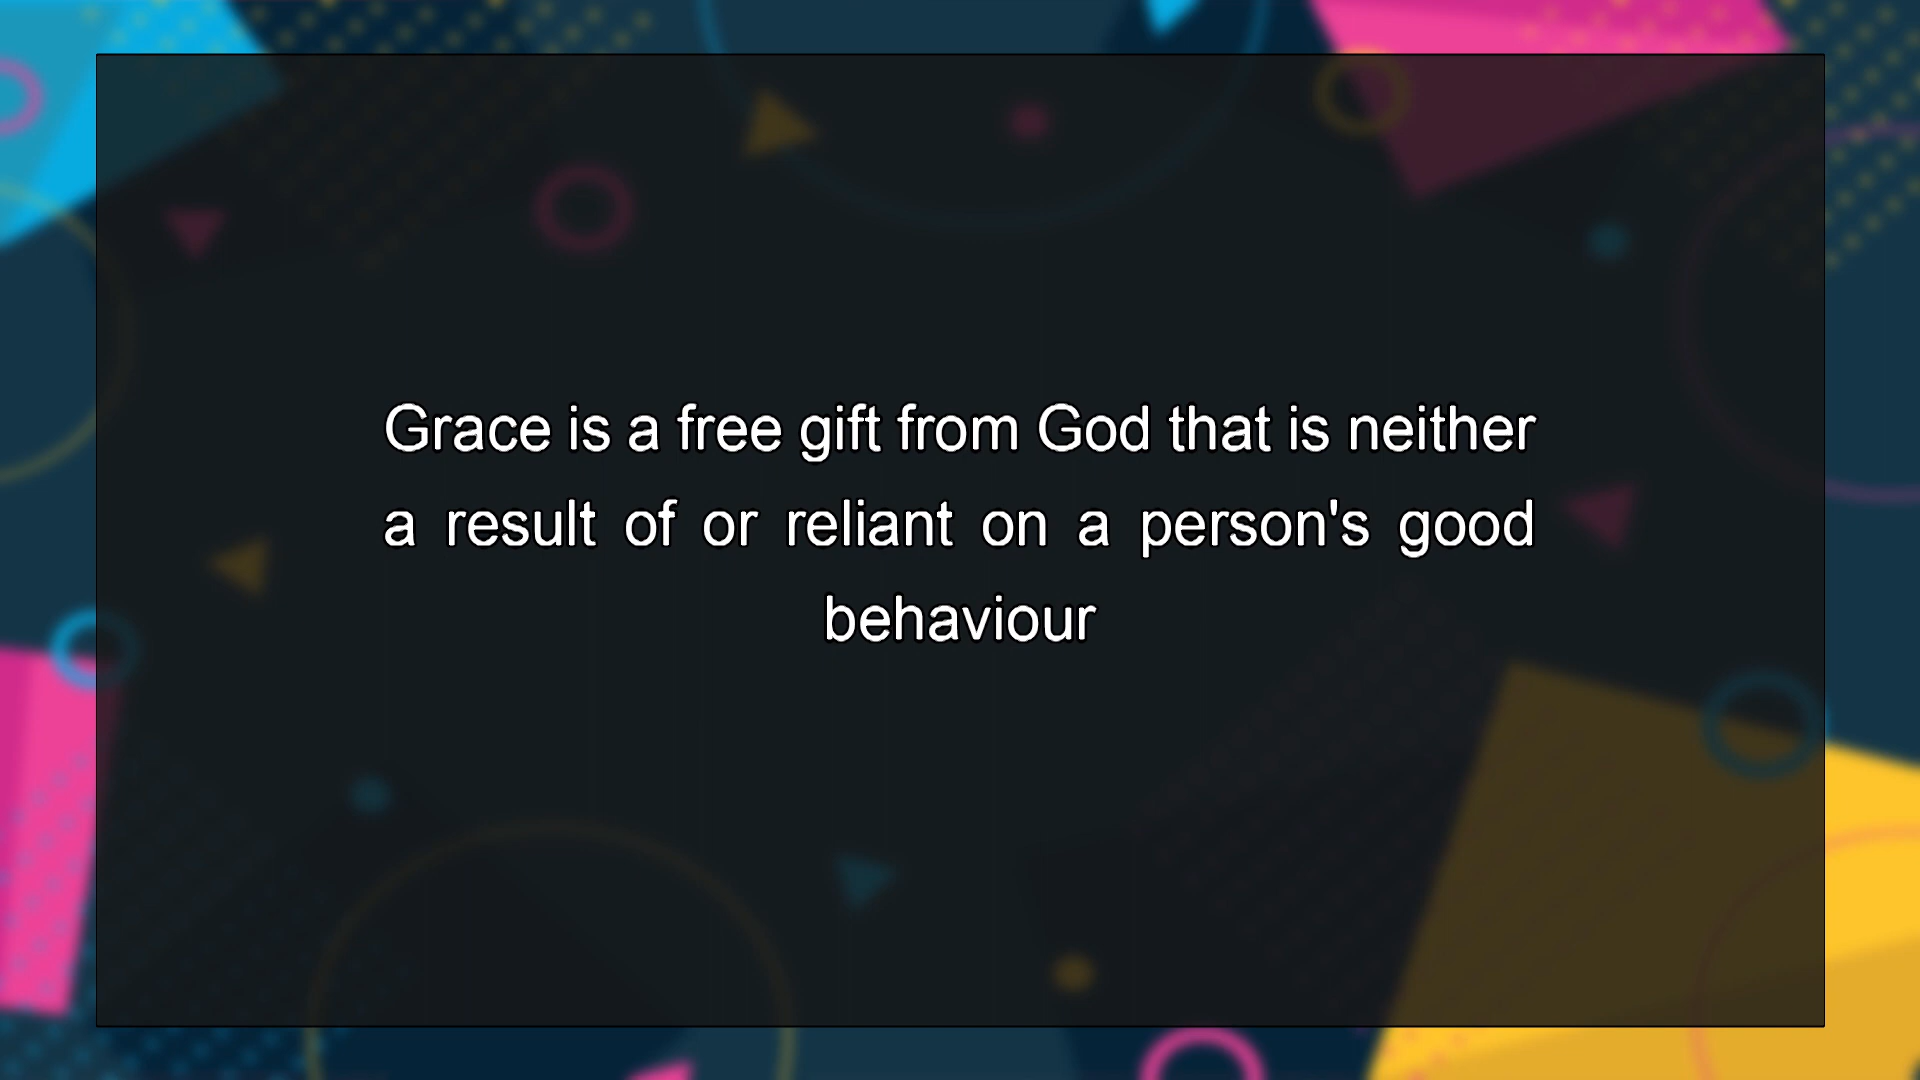 Grace is a free gift from God that is neither
a result of or reliant on a person's good
behaviour